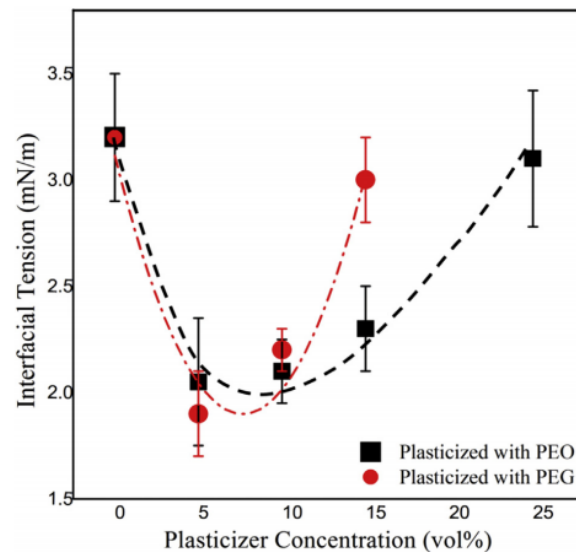 Interfacial Tension (mN/m)
3.5
3.0
2.5
2.0
1.5
Plasticized with PEO
Plasticized with PEG
0 5 10 15 20 25
Plasticizer Concentration (vol%)